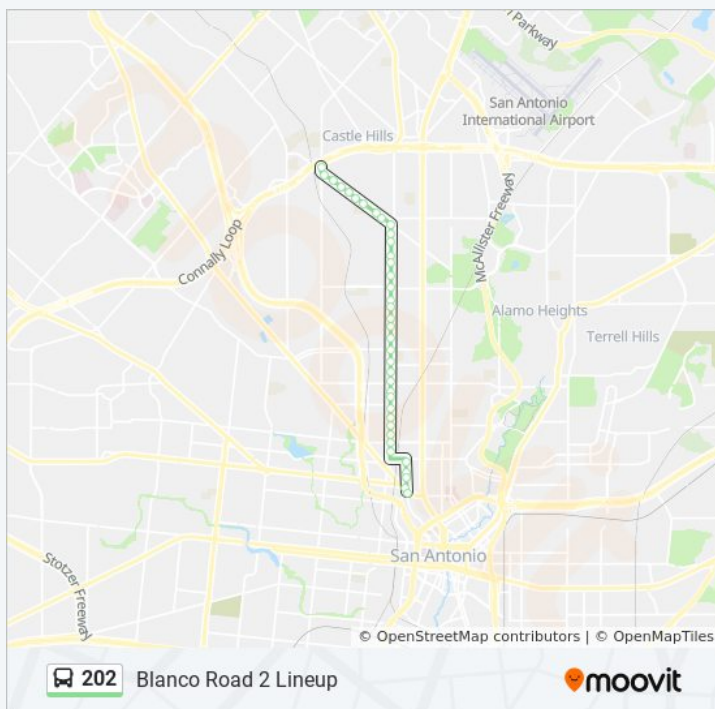 Parkway
San Antonio
International Airport
Castle Hills
McAllister Freeway
Connally Loop
Alamo Heights
Terrell Hills
San Antonio
Stotzer Freeway
© OpenStreetMap contributors | © OpenMapTiles
202 Blanco Road 2 Lineup
moovit